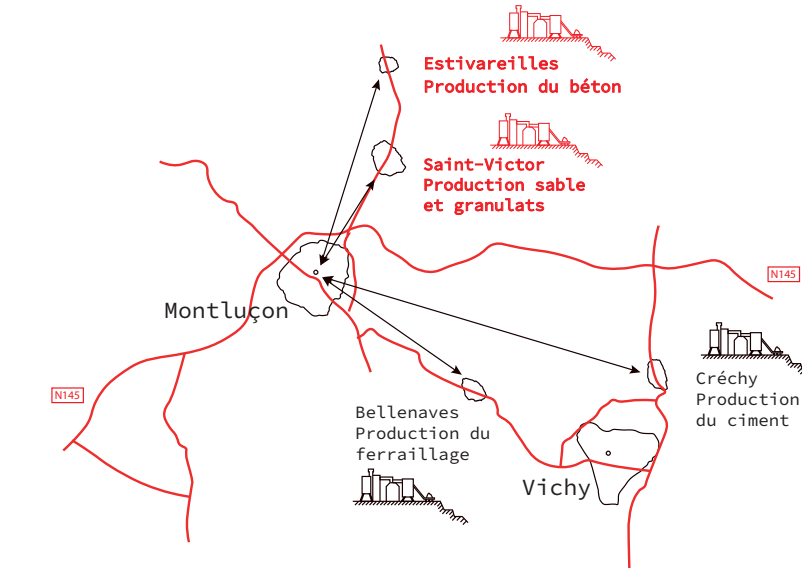 Estivareilles
Production du béton
Saint-Victor
Production sable
et granulats
N145
Montluçon
Créchy
Production
du ciment
N145
Bellenaves
Production du
ferraillage
Vichy